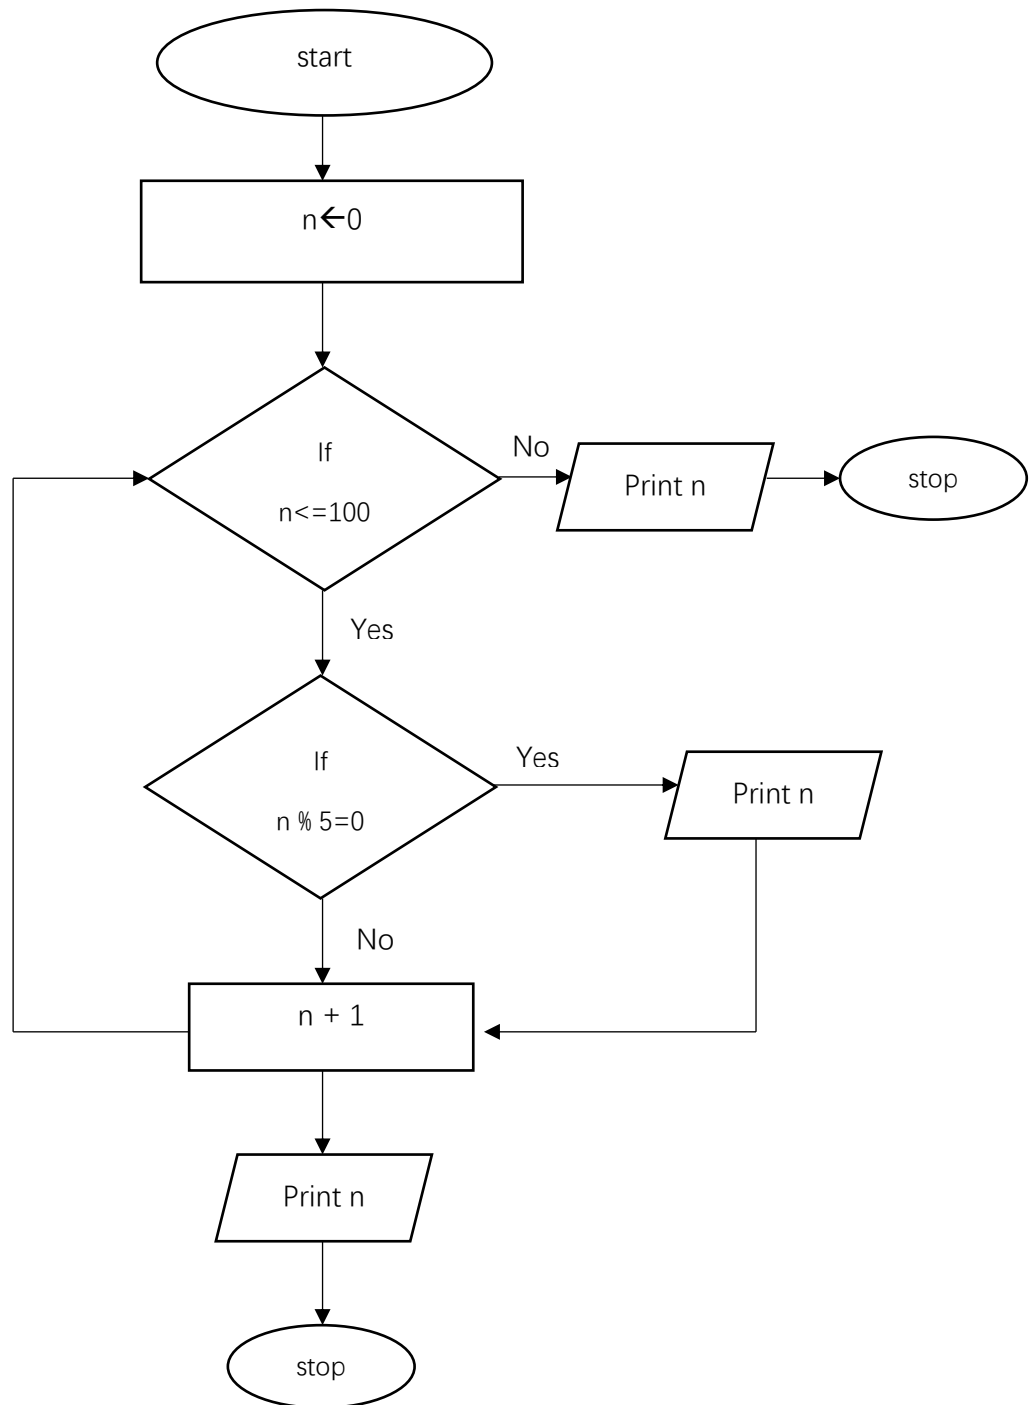 start
n←0
If
n<=100
No
Print n
stop
Yes
If
n % 5=0
Yes
Print n
No
n + 1
Print n
stop